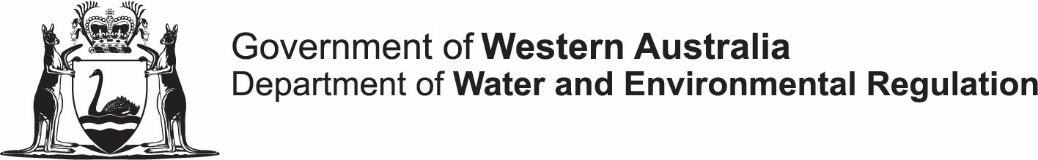 Government of Western Australia
Department of Water and Environmental Regulation